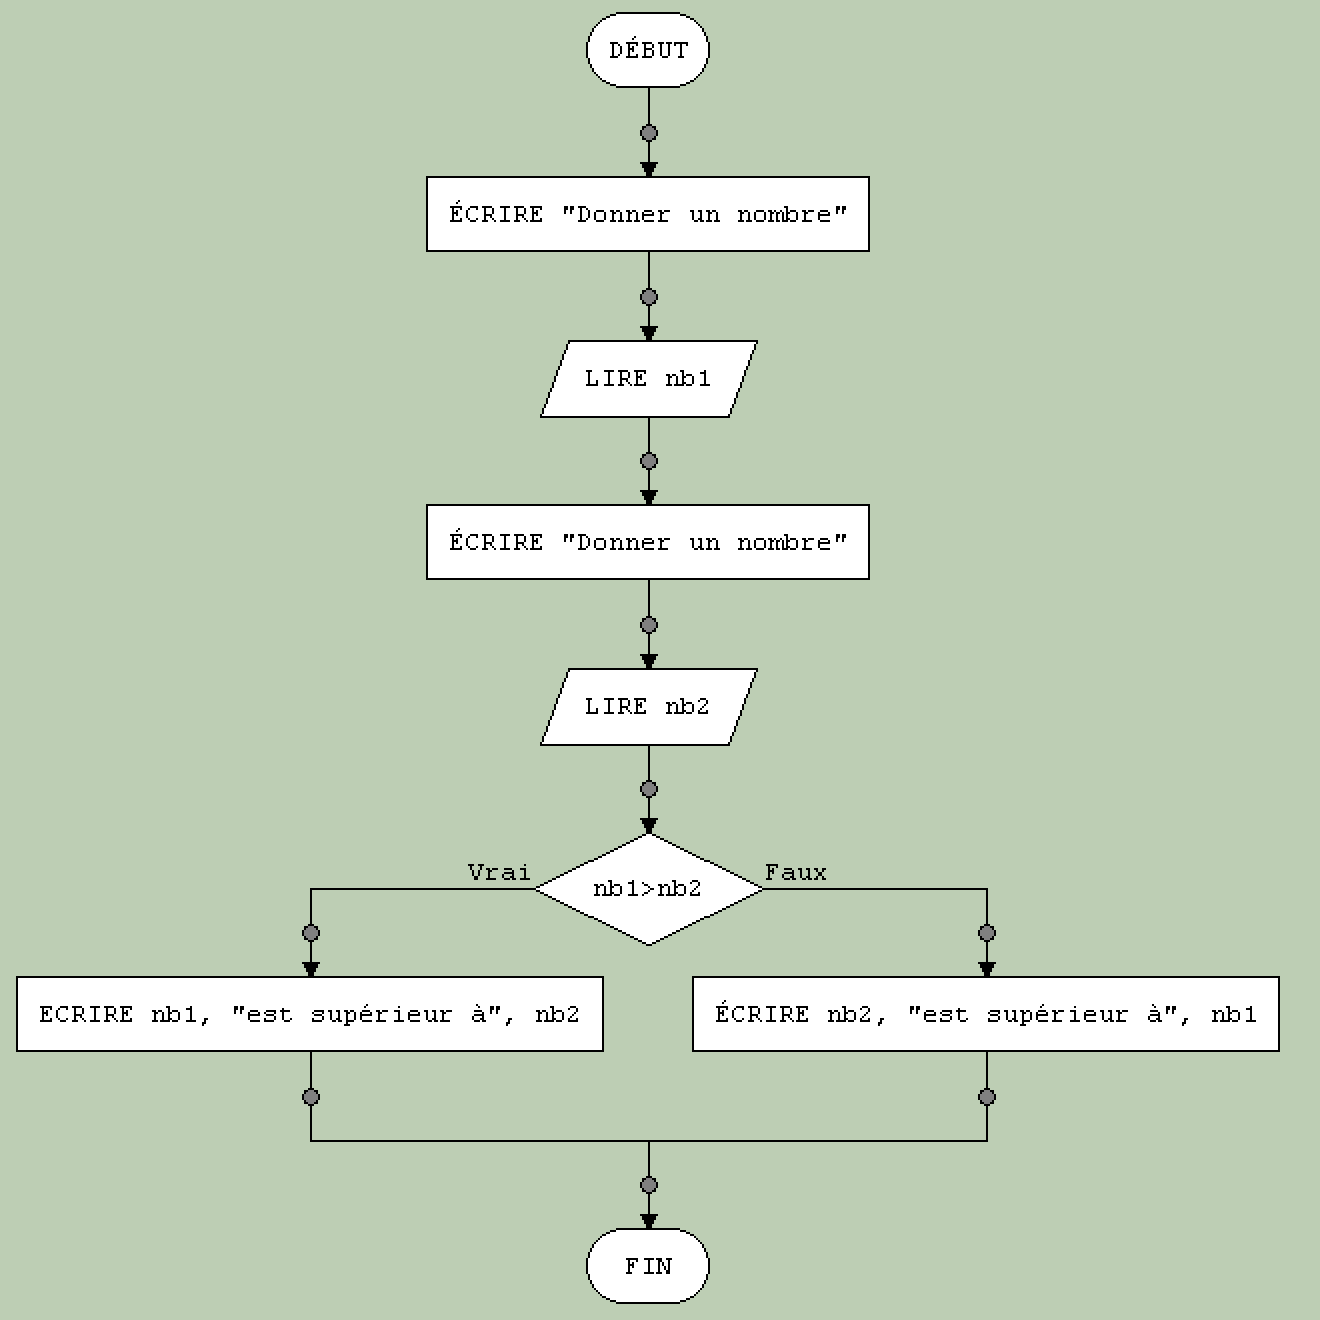 DÉBUT
ÉCRIRE "Donner un nombre"
LIRE nb1
ÉCRIRE "Donner un nombre"
LIRE nb2
Vrai
nb1>nb2
Faux
ECRIRE nb1, "est supérieur à", nb2
ÉCRIRE nb2, "est supérieur à", nb1
FIN